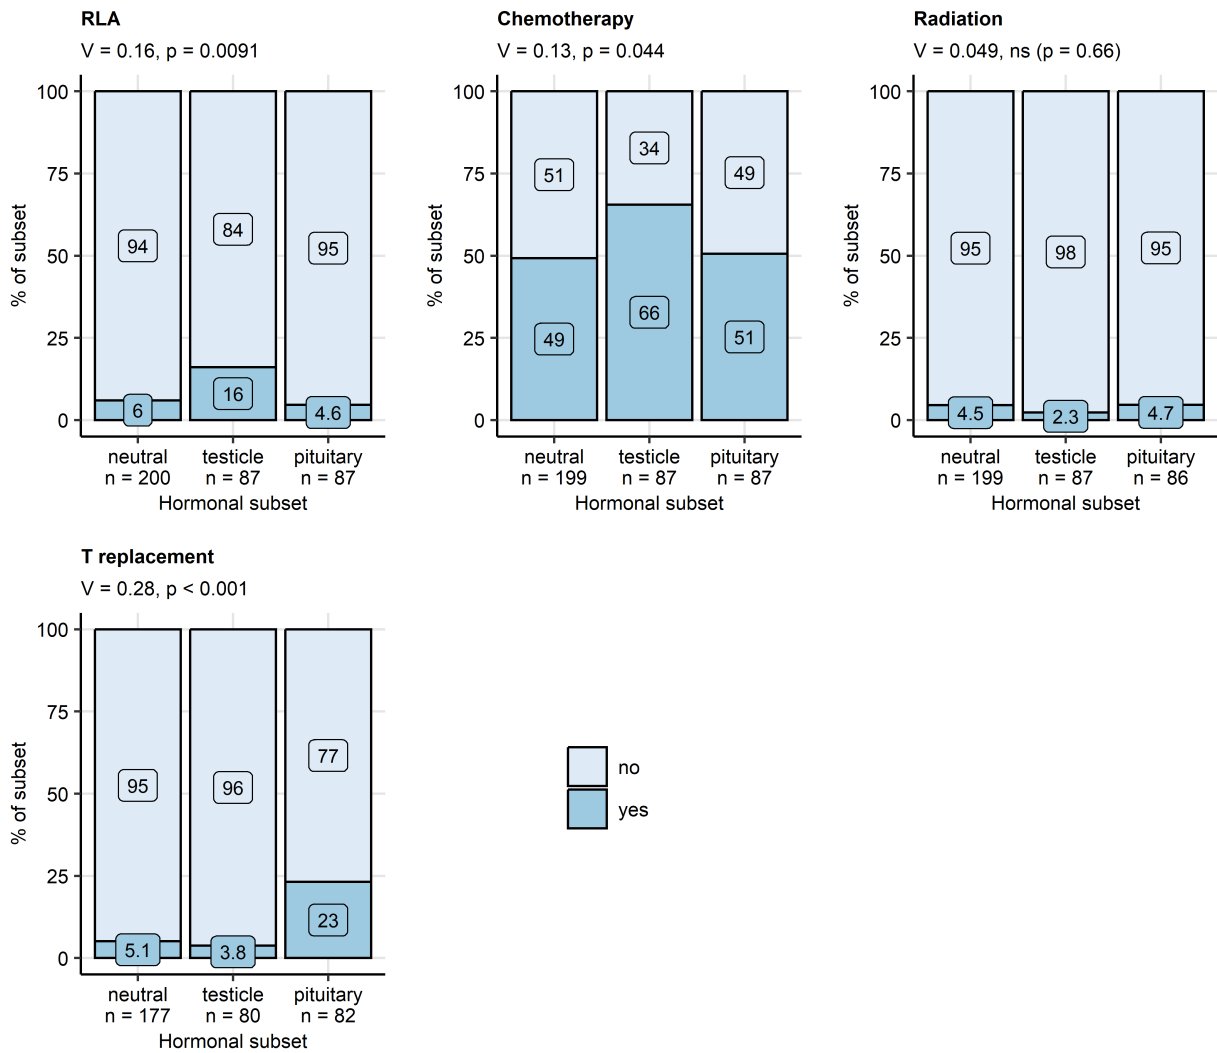 RLA
V = 0.16, p = 0.0091
% of subset
100
75
50
25
0
94
84
95
6
16
4.6
neutral testicle pituitary
n = 200 n = 87 n = 87
Hormonal subset
Chemotherapy
V = 0.13, p = 0.044
% of subset
100
75
50
25
0
51
34
49
49
66
51
neutral testicle pituitary
n = 199 n = 87 n = 87
Hormonal subset
Radiation
V = 0.049, ns (p = 0.66)
% of subset
100
75
50
25
0
95
98
95
4.5
2.3
4.7
neutral testicle pituitary
n = 199 n = 87 n = 86
Hormonal subset
T replacement
V = 0.28, p < 0.001
% of subset
100
75
50
25
0
95
96
77
5.1
3.8
23
neutral testicle pituitary
n = 177 n = 80 n = 82
Hormonal subset
no
yes